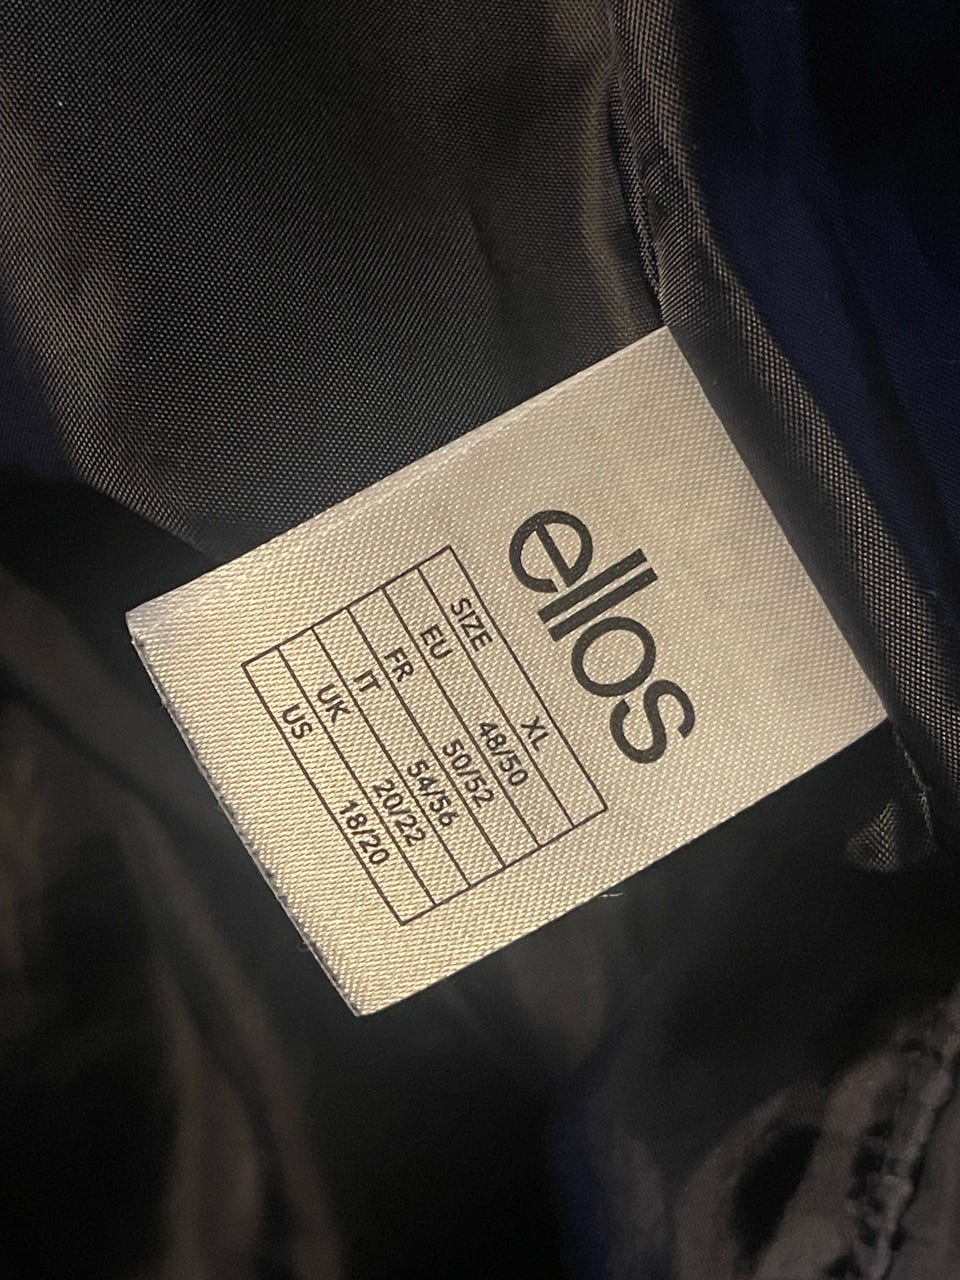 ellos
SIZE XL
EU 48/50
FR 50/52
IT 54/56
UK 20/22
US 18/20